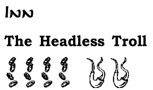 Inn
The Headless Troll